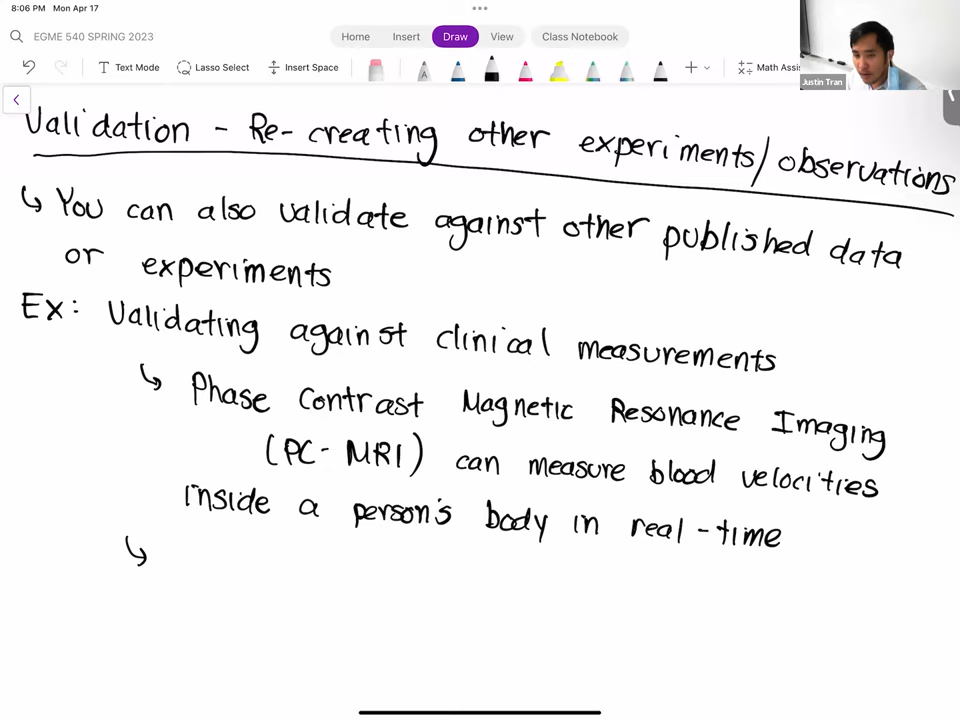 8:06 PM Mon Apr 17
EGME 540 SPRING 2023
Home Insert Draw View Class Notebook
Text Mode Lasso Select Insert Space Math Assis
Justin Tran
Validation - Re-creating other experiments/observations
↳ You can also validate against other published data
or experiments
Ex: Validating against clinical measurements
↳ Phase Contrast Magnetic Resonance Imaging
(PC-MRI) can measure blood velocities
inside a person's body in real-time
↳